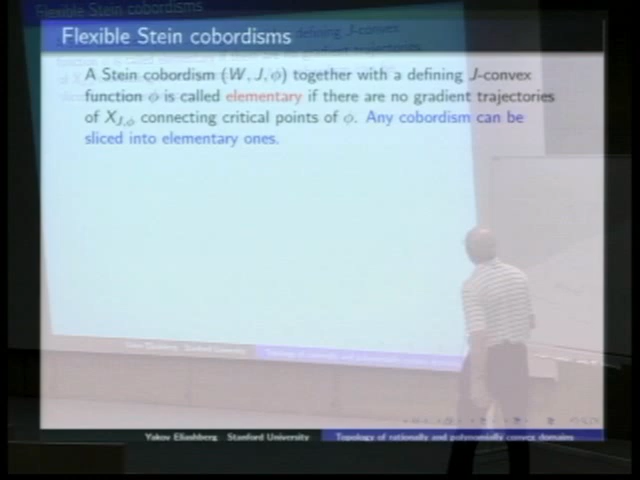 Flexible Stein cobordisms
A Stein cobordism (W, J, ϕ) together with a defining J-convex
function ϕ is called elementary if there are no gradient trajectories
of X_{J,ϕ} connecting critical points of ϕ. Any cobordism can be
sliced into elementary ones.
Yakov Eliashberg Stanford University Topology of rationally and polynomially convex domains